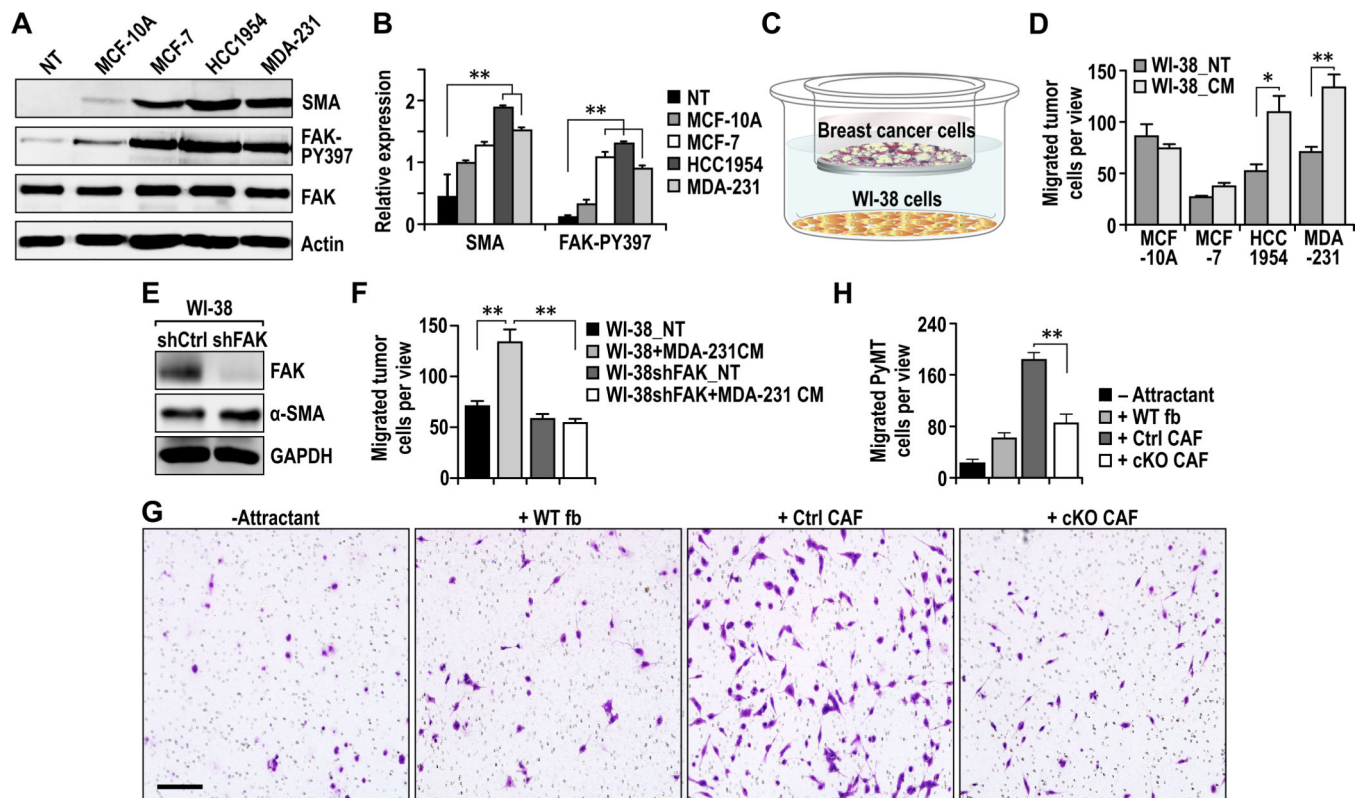 A
NT
MCF-10A
MCF-7
HCC1954
MDA-231
SMA
FAK-
PY397
FAK
Actin
B
Relative expression
2
1
0
**
**
SMA
FAK-PY397
NT
MCF-10A
MCF-7
HCC1954
MDA-231
C
Breast cancer cells
WI-38 cells
D
Migrated tumor
cells per view
150
100
50
0
WI-38_NT
WI-38_CM
*
**
MCF
-10A
MCF
-7
HCC
1954
MDA
-231
E
WI-38
shCtrl shFAK
FAK
α-SMA
GAPDH
F
Migrated tumor
cells per view
150
100
50
0
**
**
WI-38_NT
WI-38+MDA-231CM
WI-38shFAK_NT
WI-38shFAK+MDA-231 CM
H
Migrated PyMT
cells per view
240
160
80
0
**
– Attractant
+ WT fb
+ Ctrl CAF
+ cKO CAF
G
-Attractant
+ WT fb
+ Ctrl CAF
+ cKO CAF